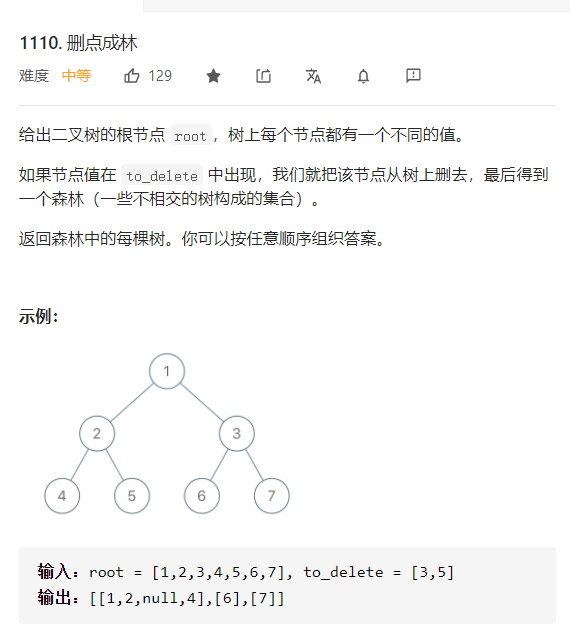 1110. 删点成林
难度 中等 129
给出二叉树的根节点 root，树上每个节点都有一个不同的值。
如果节点值在 to_delete 中出现，我们就把该节点从树上删去，最后得到
一个森林（一些不相交的树构成的集合）。
返回森林中的每棵树。你可以按任意顺序组织答案。
示例：
1
2 3
4 5 6 7
输入：root = [1,2,3,4,5,6,7], to_delete = [3,5]
输出：[[1,2,null,4],[6],[7]]